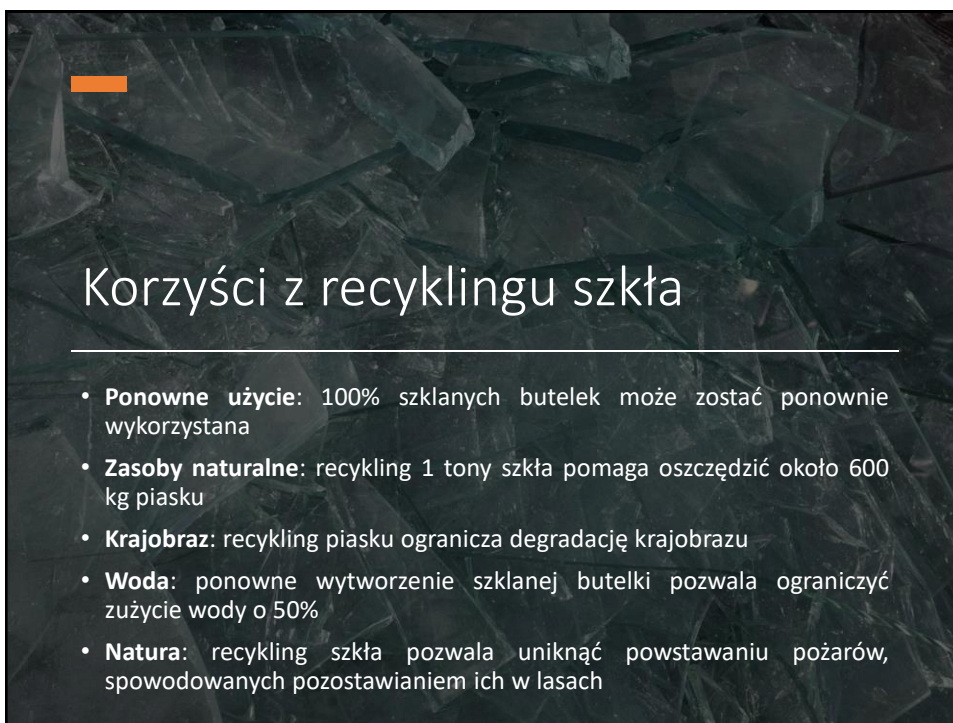 Korzyści z recyklingu szkła
• Ponowne użycie: 100% szklanych butelek może zostać ponownie
wykorzystana
• Zasoby naturalne: recykling 1 tony szkła pomaga oszczędzić około 600
kg piasku
• Krajobraz: recykling piasku ogranicza degradację krajobrazu
• Woda: ponowne wytworzenie szklanej butelki pozwala ograniczyć
zużycie wody o 50%
• Natura: recykling szkła pozwala uniknąć powstawaniu pożarów,
spowodowanych pozostawianiem ich w lasach